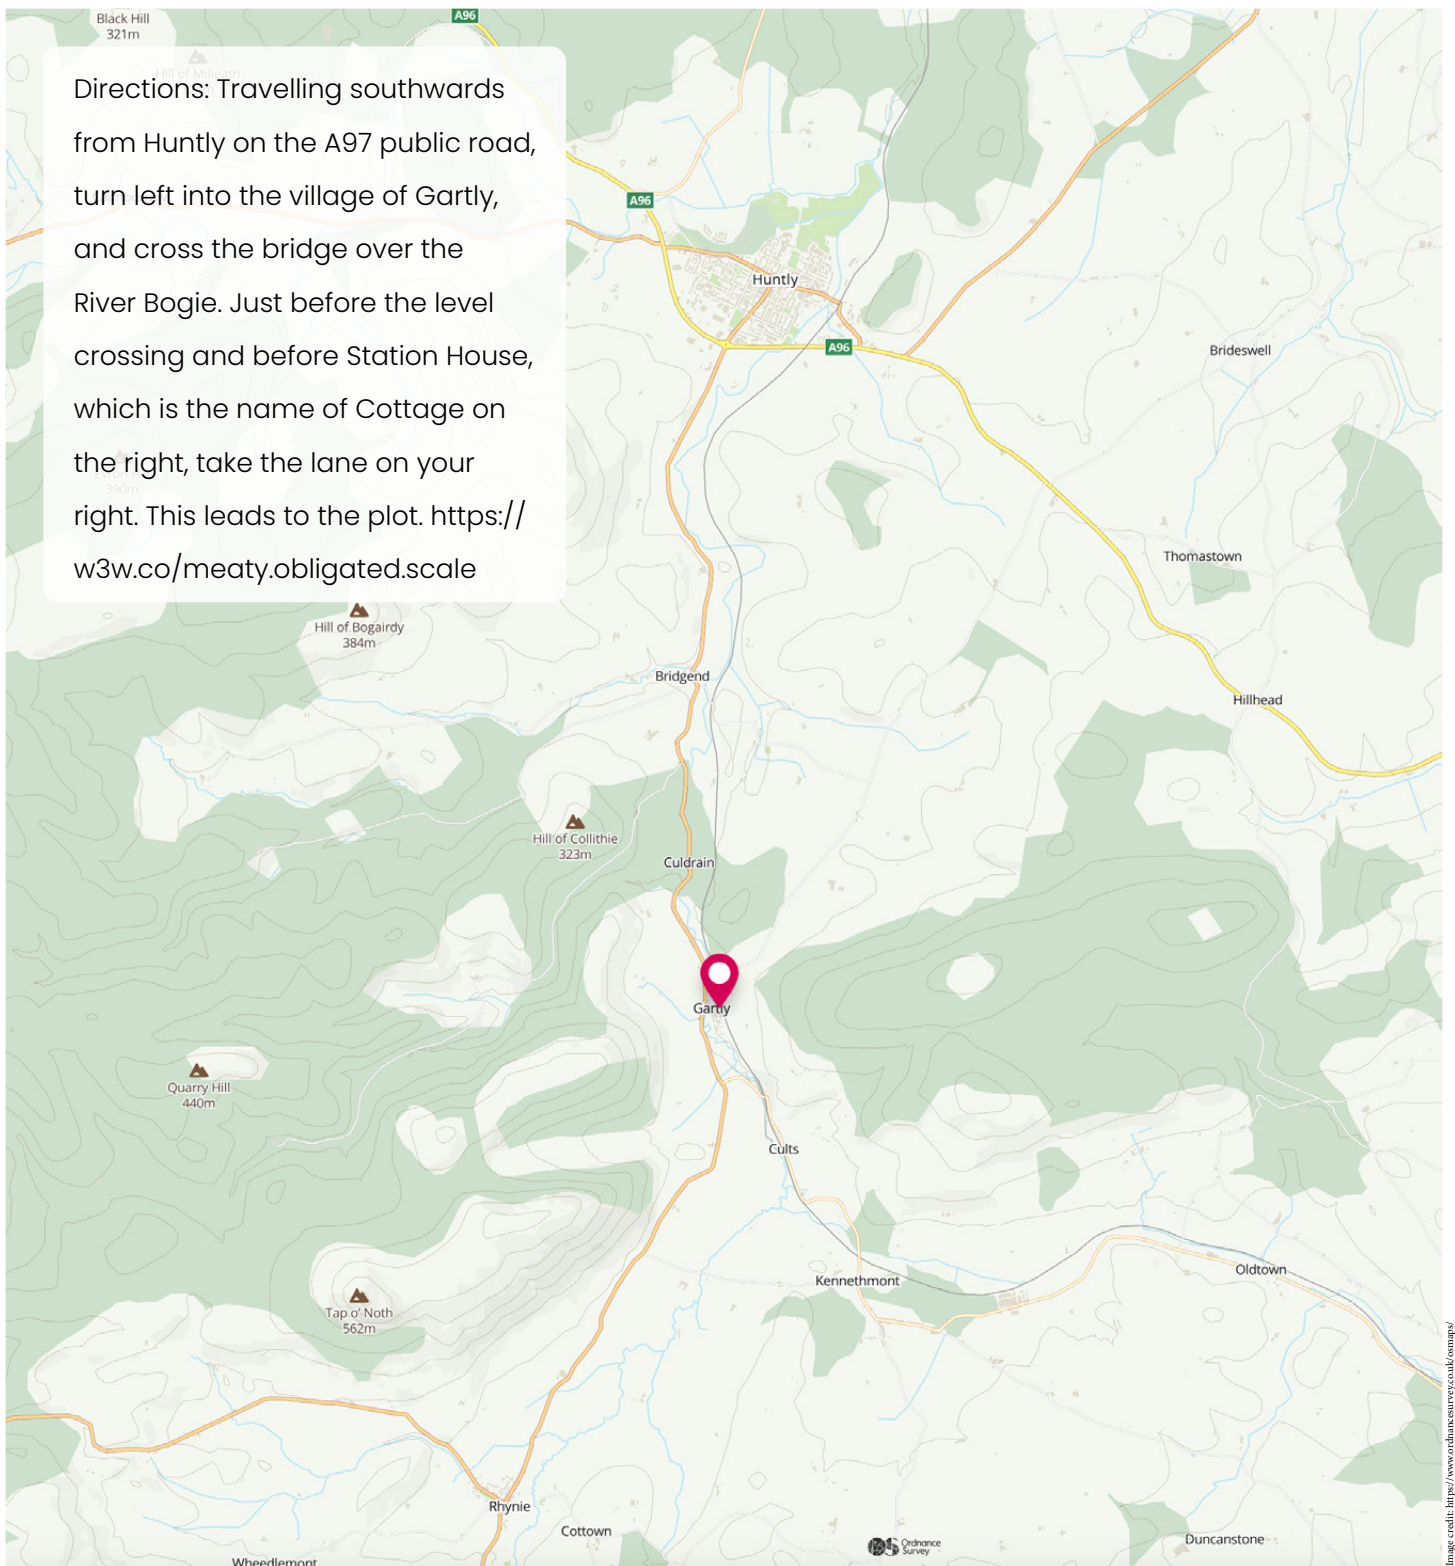 A96
Black Hill
321m
Hill of Milleath
Directions: Travelling southwards
from Huntly on the A97 public road,
turn left into the village of Gartly,
and cross the bridge over the
River Bogie. Just before the level
crossing and before Station House,
which is the name of Cottage on
the right, take the lane on your
right. This leads to the plot. https://
w3w.co/meaty.obligated.scale
390m
A96
Huntly
A96
Brideswell
Thomastown
Hill of Bogairdy
384m
Bridgend
Hillhead
Hill of Collithie
323m
Culdrain
Gartly
Quarry Hill
440m
Cults
Kennethmont
Oldtown
Tap o' Noth
562m
Rhynie
Cottown
Wheedlemont
OS Ordnance
Survey
Duncanstone
Image credit: https://www.ordnancesurvey.co.uk/osmaps/